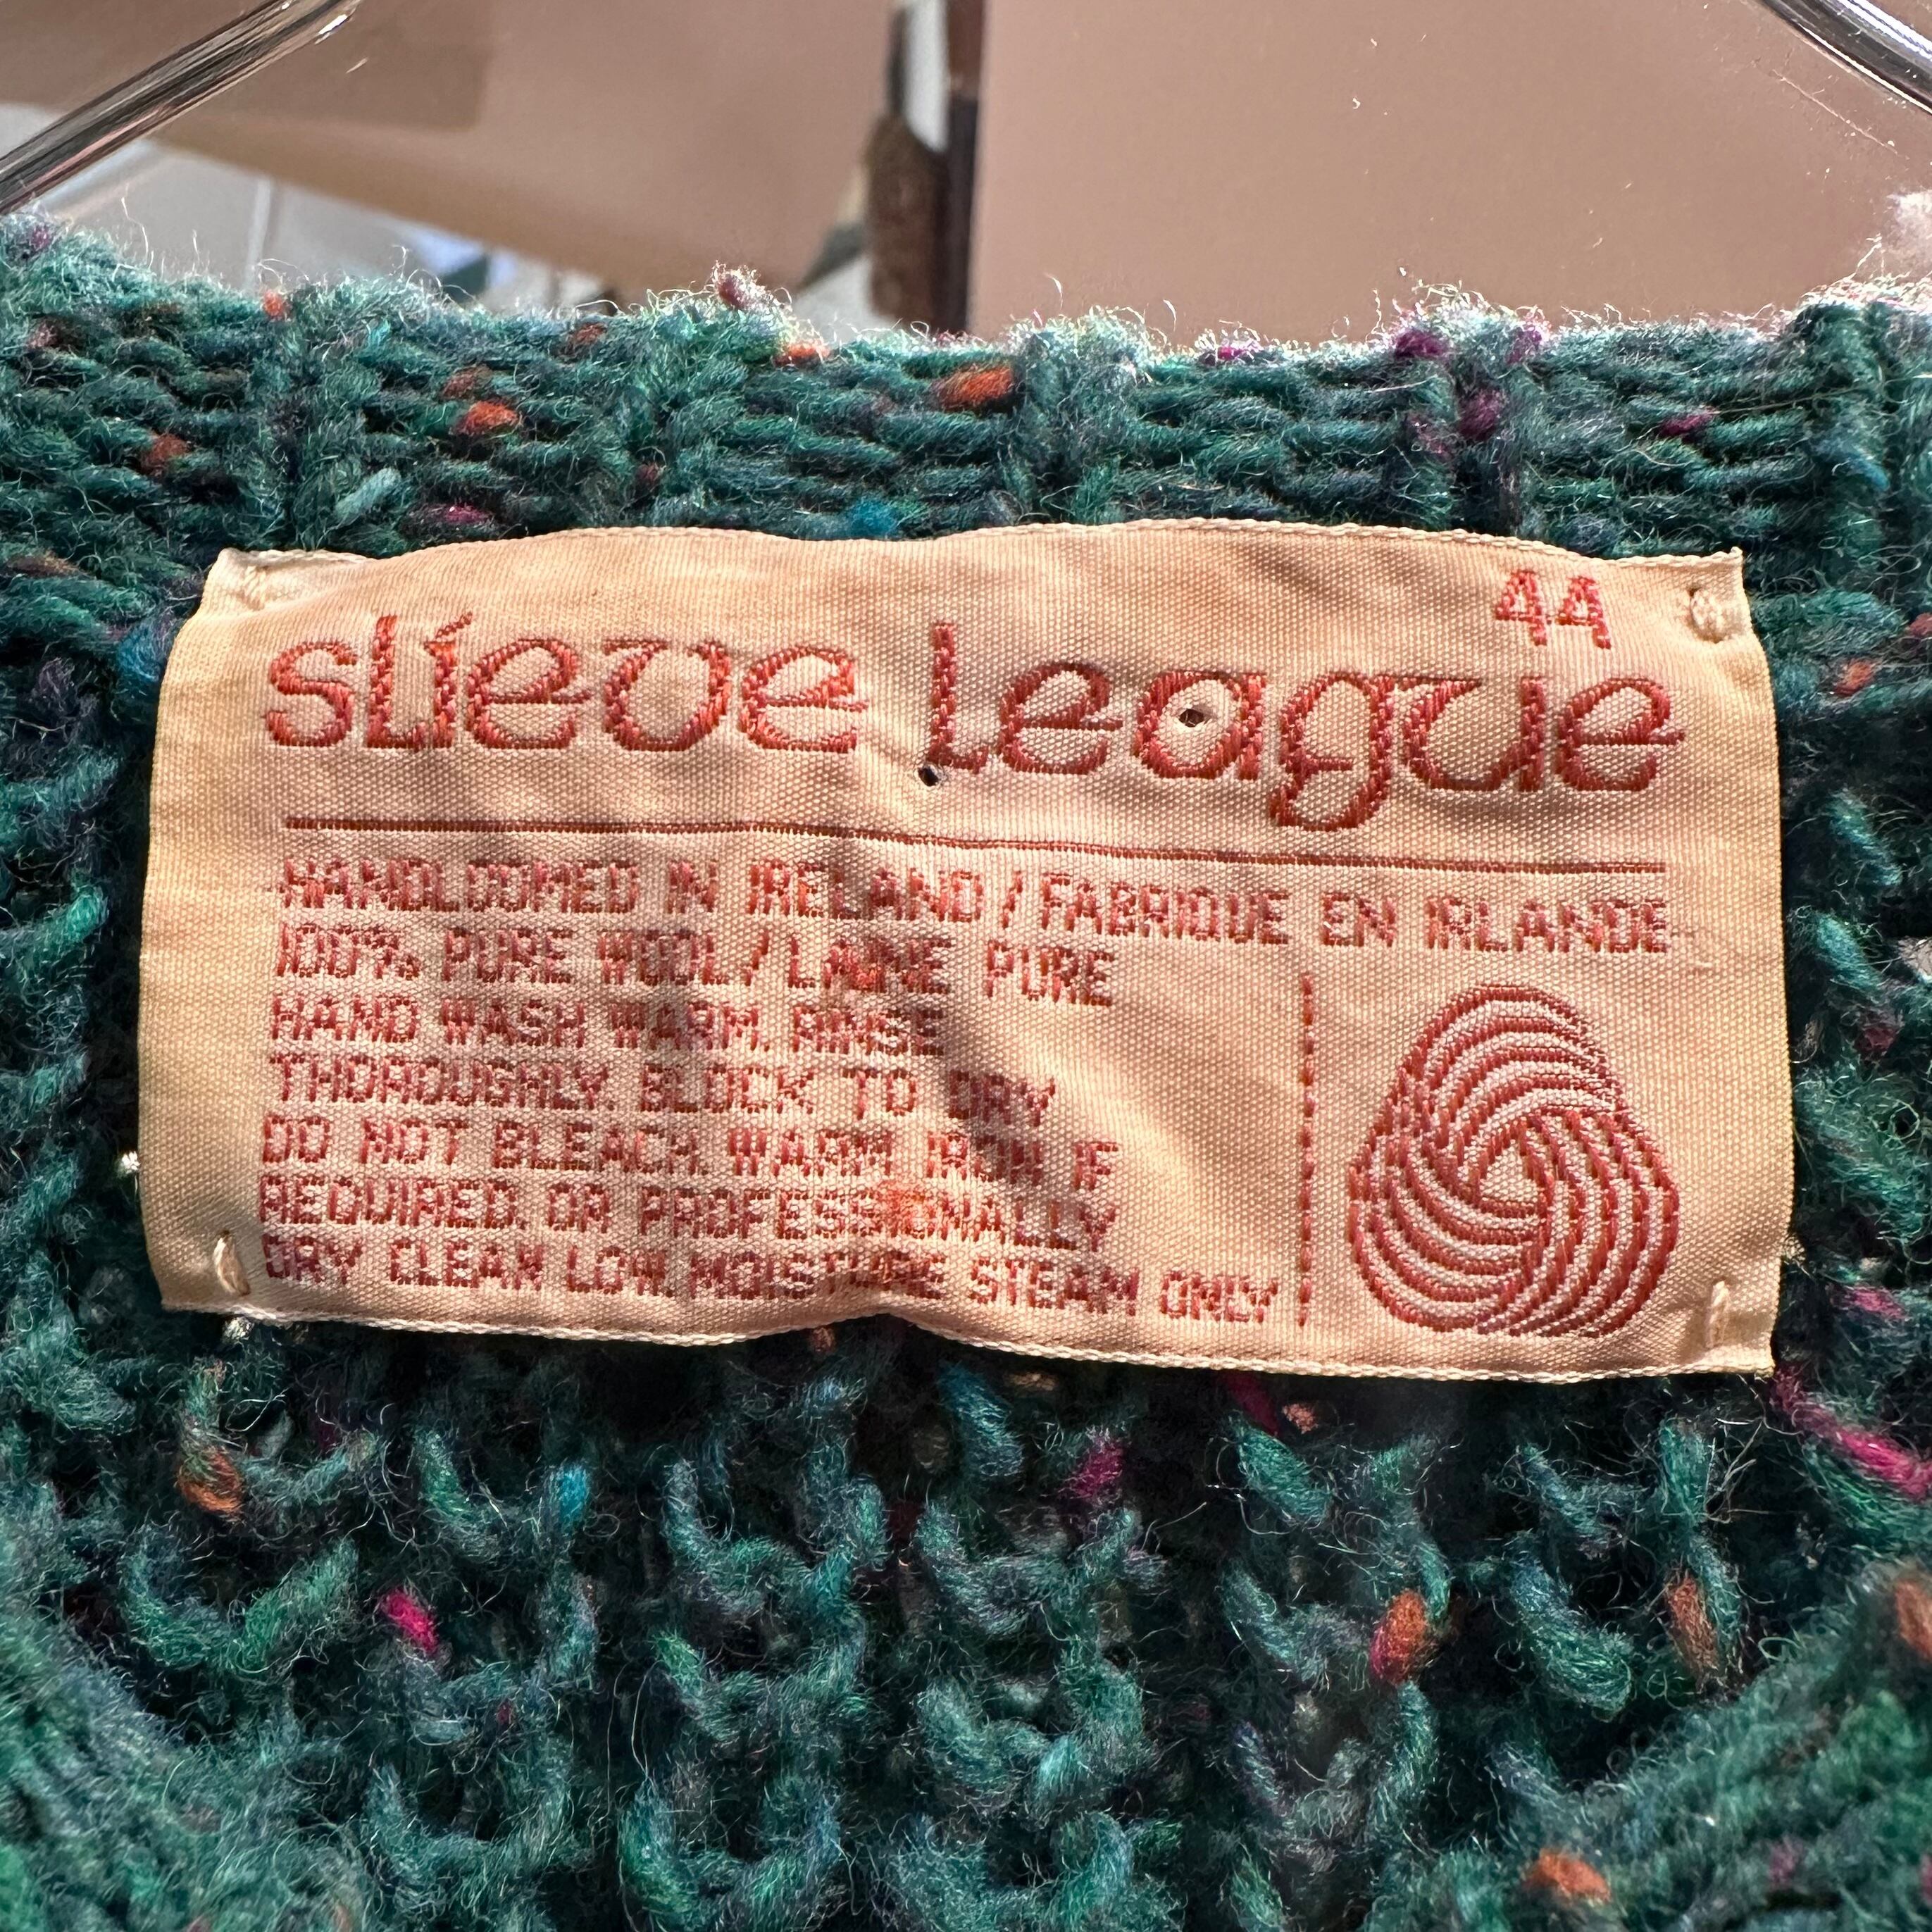 44
slíeve league
HANDLOOMED IN IRELAND / FABRIQUE EN IRLANDE
100% PURE WOOL / LAINE PURE
HAND WASH WARM. RINSE
THOROUGHLY. BLOCK TO DRY
DO NOT BLEACH. WARM IRON IF
REQUIRED. OR PROFESSIONALLY
DRY CLEAN LOW. MOISTURE STEAM ONLY